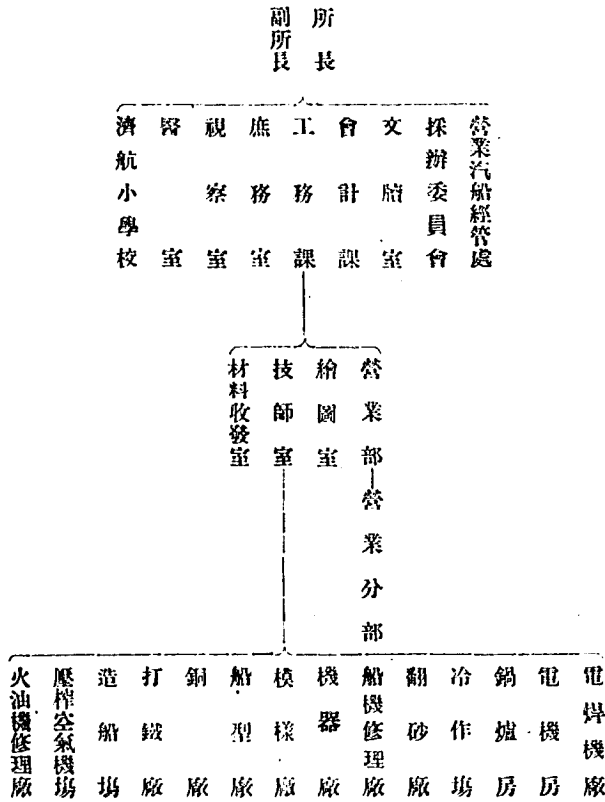 所長
副所長
營業汽船經管處
採辦委員會
文牘室
會計課
工務課
庶務室
視察室
醫室
濟航小學校
營業部
營業分部
繪圖室
技師室
材料收發室
電焊機廠
電機房
鍋爐房
冷作塲
翻砂廠
船機修理廠
機器廠
模樣廠
船型廠
銅廠
打鐵廠
造船塲
壓榨空氣機塲
火油機修理廠